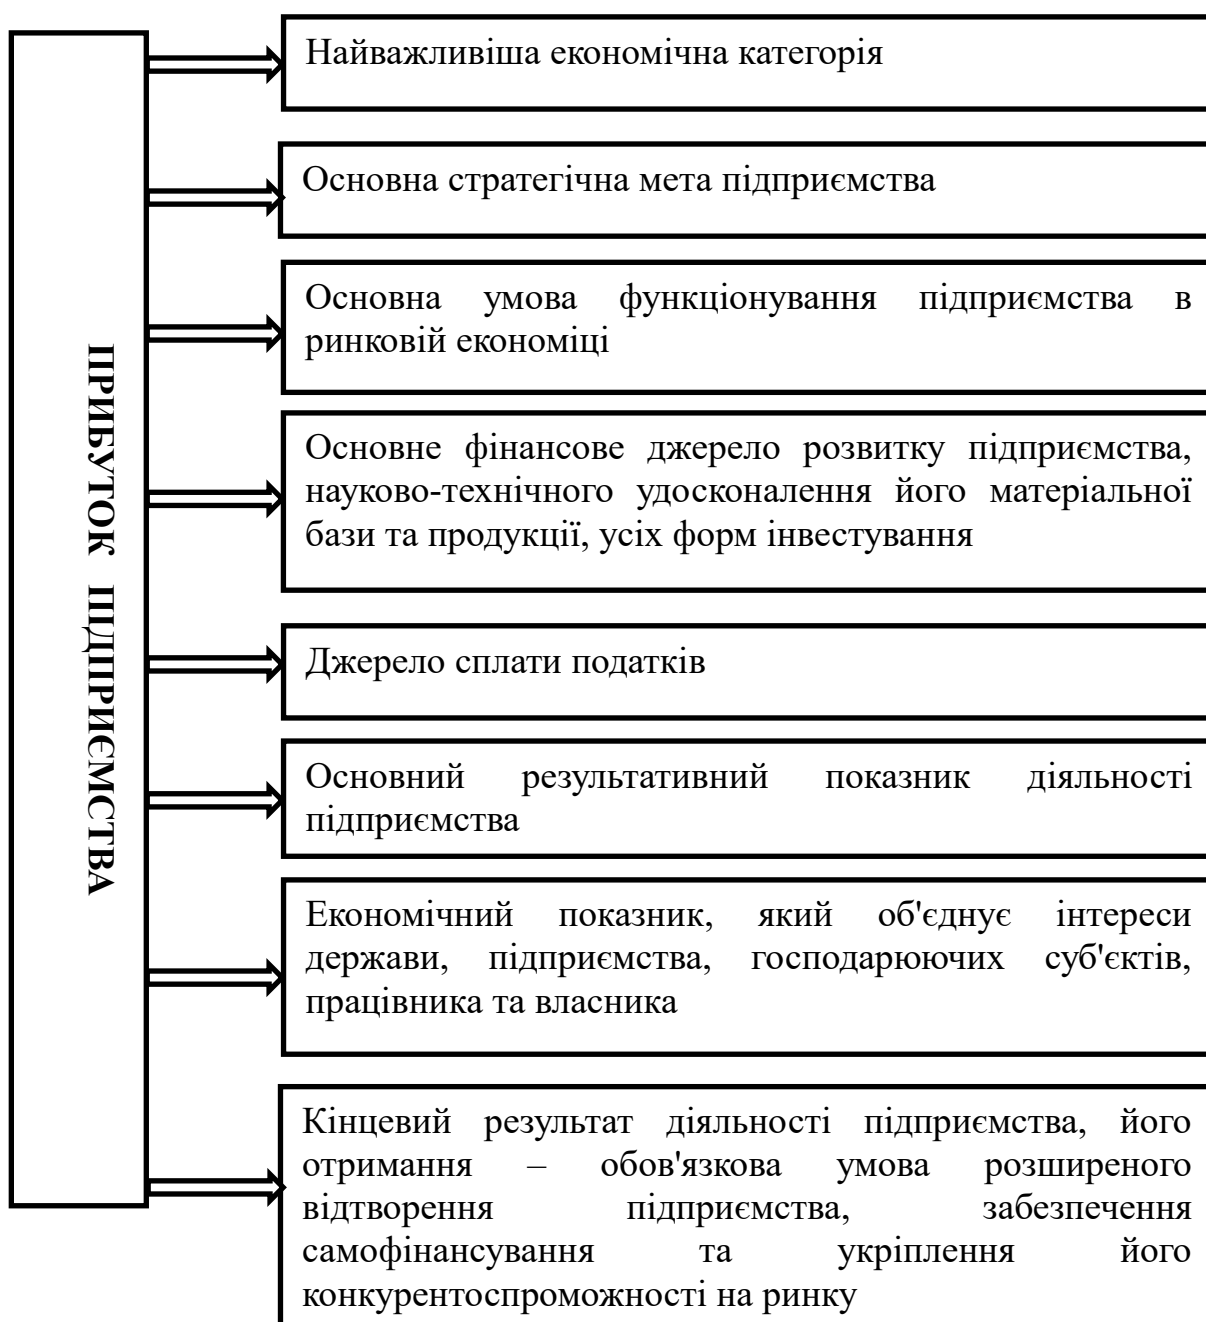 ПРИБУТОК ПІДПРИЄМСТВА
Найважливіша економічна категорія
Основна стратегічна мета підприємства
Основна умова функціонування підприємства в
ринковій економіці
Основне фінансове джерело розвитку підприємства,
науково-технічного удосконалення його матеріальної
бази та продукції, усіх форм інвестування
Джерело сплати податків
Основний результативний показник діяльності
підприємства
Економічний показник, який об'єднує інтереси
держави, підприємства, господарюючих суб'єктів,
працівника та власника
Кінцевий результат діяльності підприємства, його
отримання – обов'язкова умова розширеного
відтворення підприємства, забезпечення
самофінансування та укріплення його
конкурентоспроможності на ринку